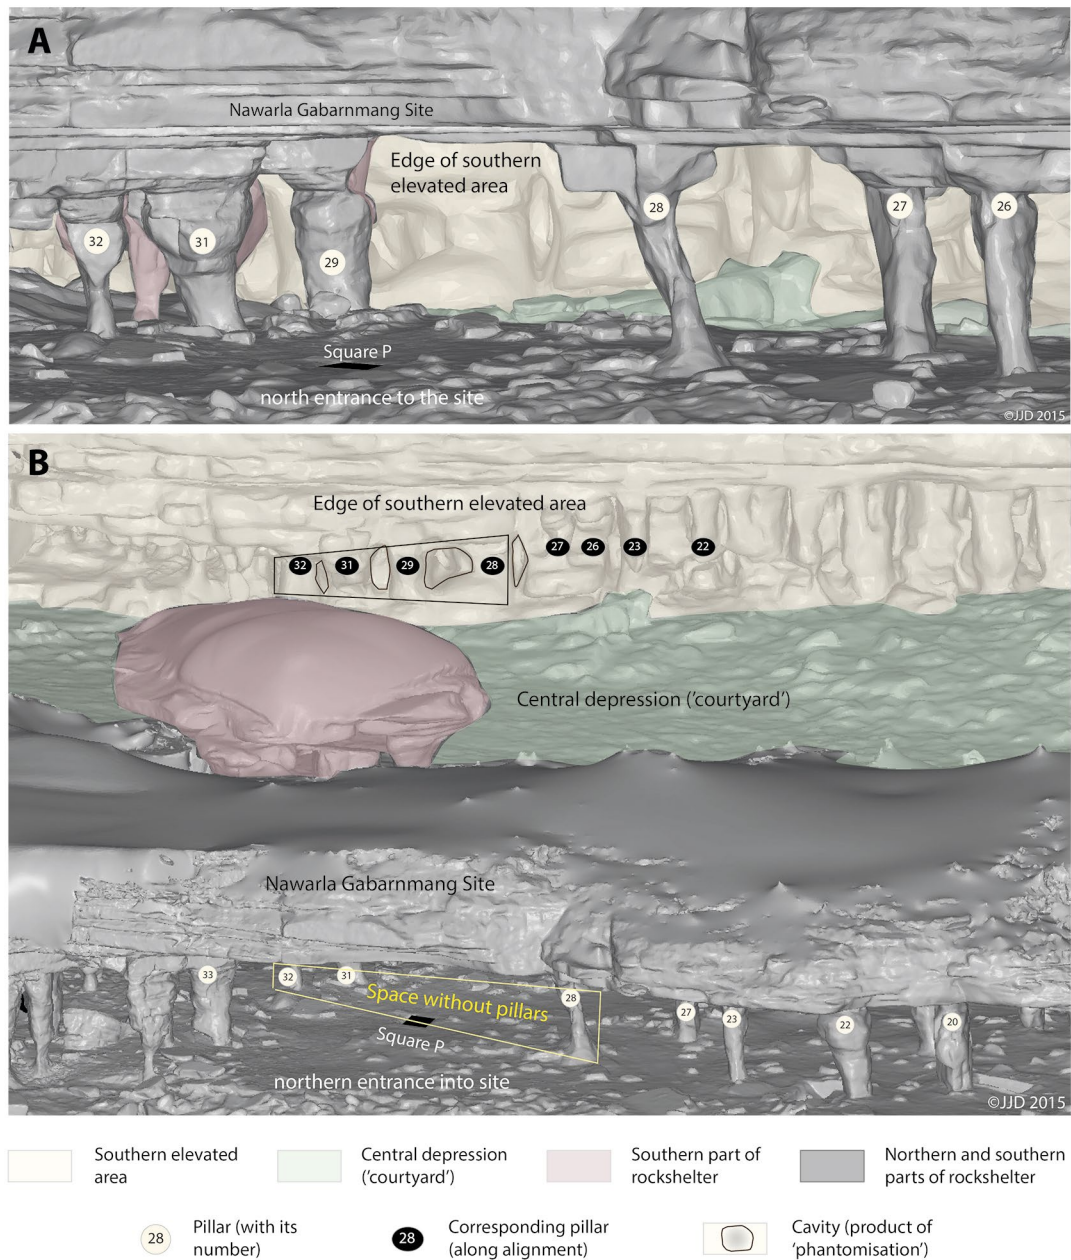 A
Nawarla Gabarnmang Site
Edge of southern
elevated area
28
27
26
32
31
29
Square P
north entrance to the site
©JJD 2015
B
Edge of southern elevated area
27
26
23
22
32
31
29
28
Central depression ('courtyard')
Nawarla Gabarnmang Site
33
32
31
Space without pillars
28
27
23
22
20
Square P
northern entrance into site
©JJD 2015
Southern elevated
area
Central depression
('courtyard')
Southern part of
rockshelter
Northern and southern
parts of rockshelter
28
Pillar (with its
number)
28
Corresponding pillar
(along alignment)
Cavity (product of
'phantomisation')